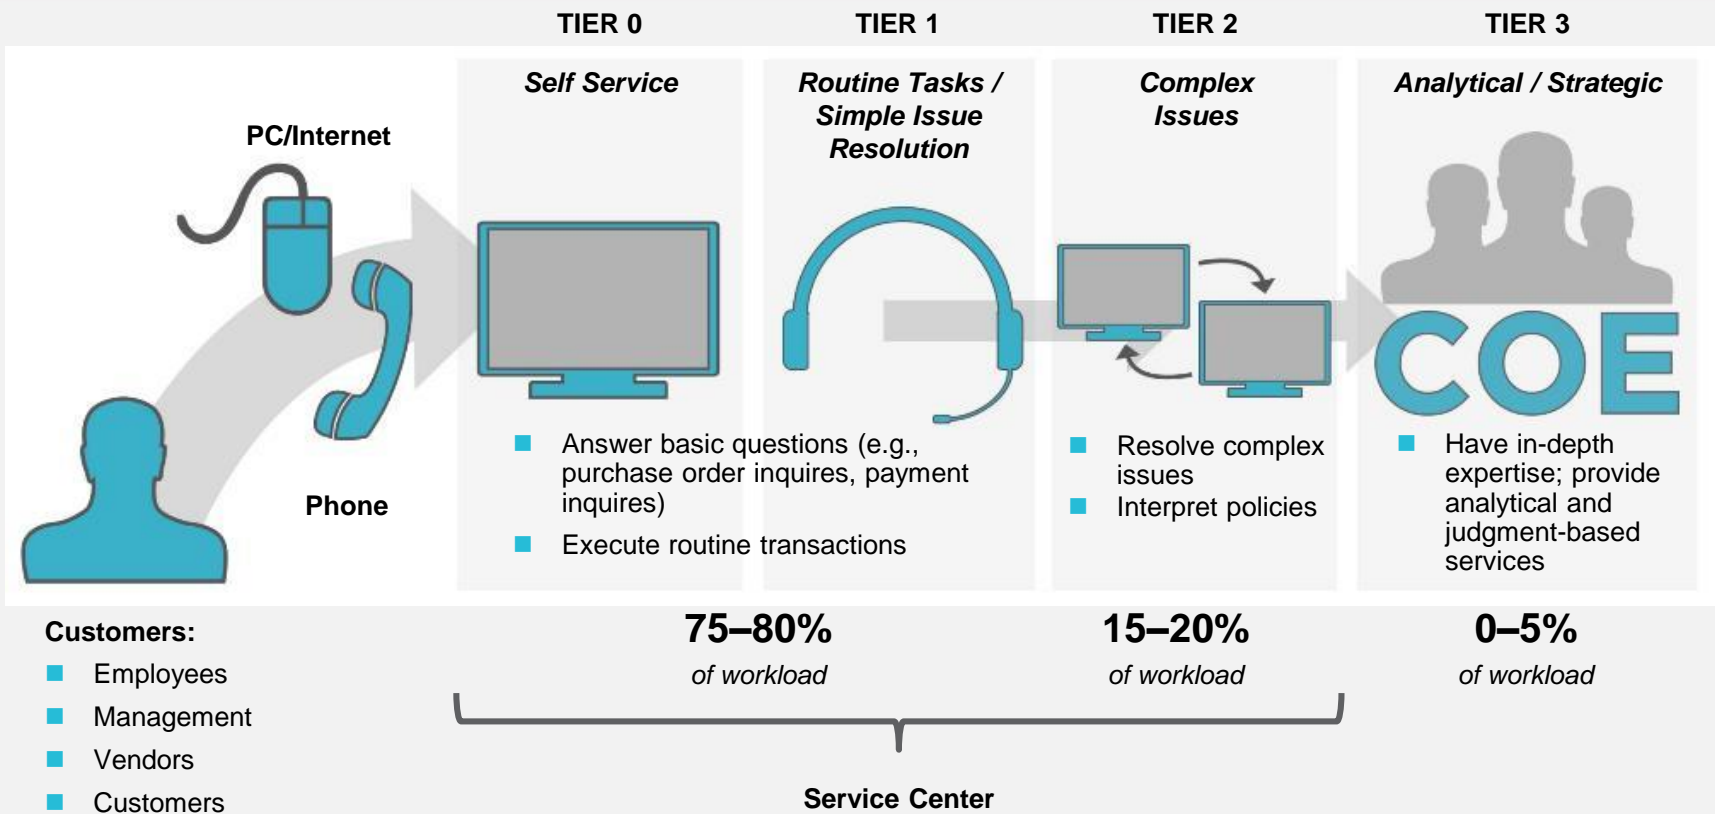 TIER 0
TIER 1
TIER 2
TIER 3
Self Service
Routine Tasks /
Simple Issue
Resolution
Complex
Issues
Analytical / Strategic
PC/Internet
Phone
COE
Answer basic questions (e.g.,
purchase order inquires, payment
inquires)
Execute routine transactions
Resolve complex
issues
Interpret policies
Have in-depth
expertise; provide
analytical and
judgment-based
services
Customers:
Employees
Management
Vendors
Customers
75–80%
of workload
15–20%
of workload
0–5%
of workload
Service Center